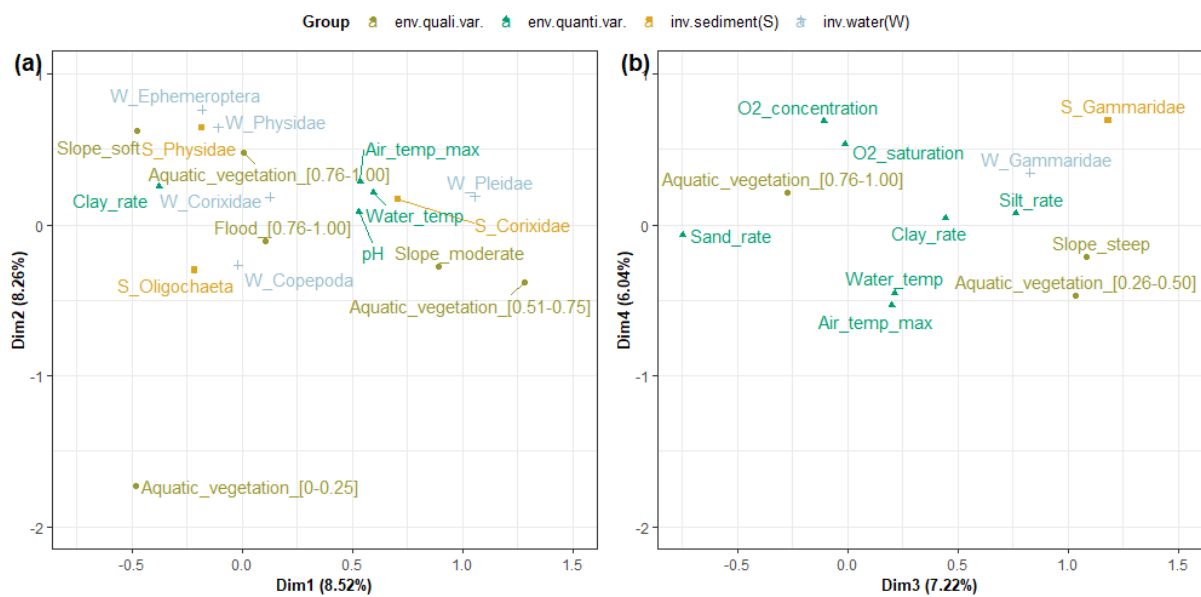 Group a env.quali.var. a env.quanti.var. a inv.sediment(S) a inv.water(W)
(a)
W_Ephemeroptera
W_Physidae
Slope_soft
S_Physidae
Air_temp_max
Aquatic_vegetation_[0.76-1.00]
Clay_rate
W_Corixidae
W_Pleidae
Water_temp
Flood_[0.76-1.00]
S_Corixidae
pH
Slope_moderate
S_Oligochaeta
W_Copepoda
Aquatic_vegetation_[0.51-0.75]
Aquatic_vegetation_[0-0.25]
Dim2 (8.26%)
0
-1
-2
-0.5 0.0 0.5 1.0 1.5
Dim1 (8.52%)
(b)
O2_concentration
S_Gammaridae
O2_saturation
W_Gammaridae
Aquatic_vegetation_[0.76-1.00]
Silt_rate
Sand_rate
Clay_rate
Slope_steep
Water_temp
Aquatic_vegetation_[0.26-0.50]
Air_temp_max
Dim4 (6.04%)
0
-1
-2
-0.5 0.0 0.5 1.0 1.5
Dim3 (7.22%)